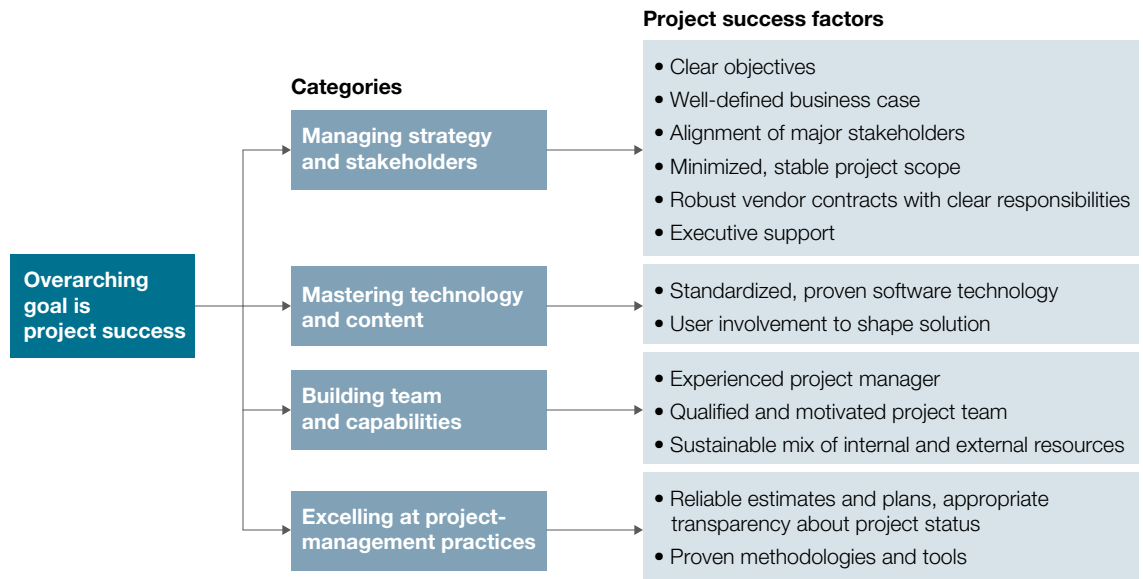 Project success factors
Categories
Overarching
goal is
project success
Managing strategy
and stakeholders
• Clear objectives
• Well-defined business case
• Alignment of major stakeholders
• Minimized, stable project scope
• Robust vendor contracts with clear responsibilities
• Executive support
Mastering technology
and content
• Standardized, proven software technology
• User involvement to shape solution
Building team
and capabilities
• Experienced project manager
• Qualified and motivated project team
• Sustainable mix of internal and external resources
Excelling at project-
management practices
• Reliable estimates and plans, appropriate
transparency about project status
• Proven methodologies and tools